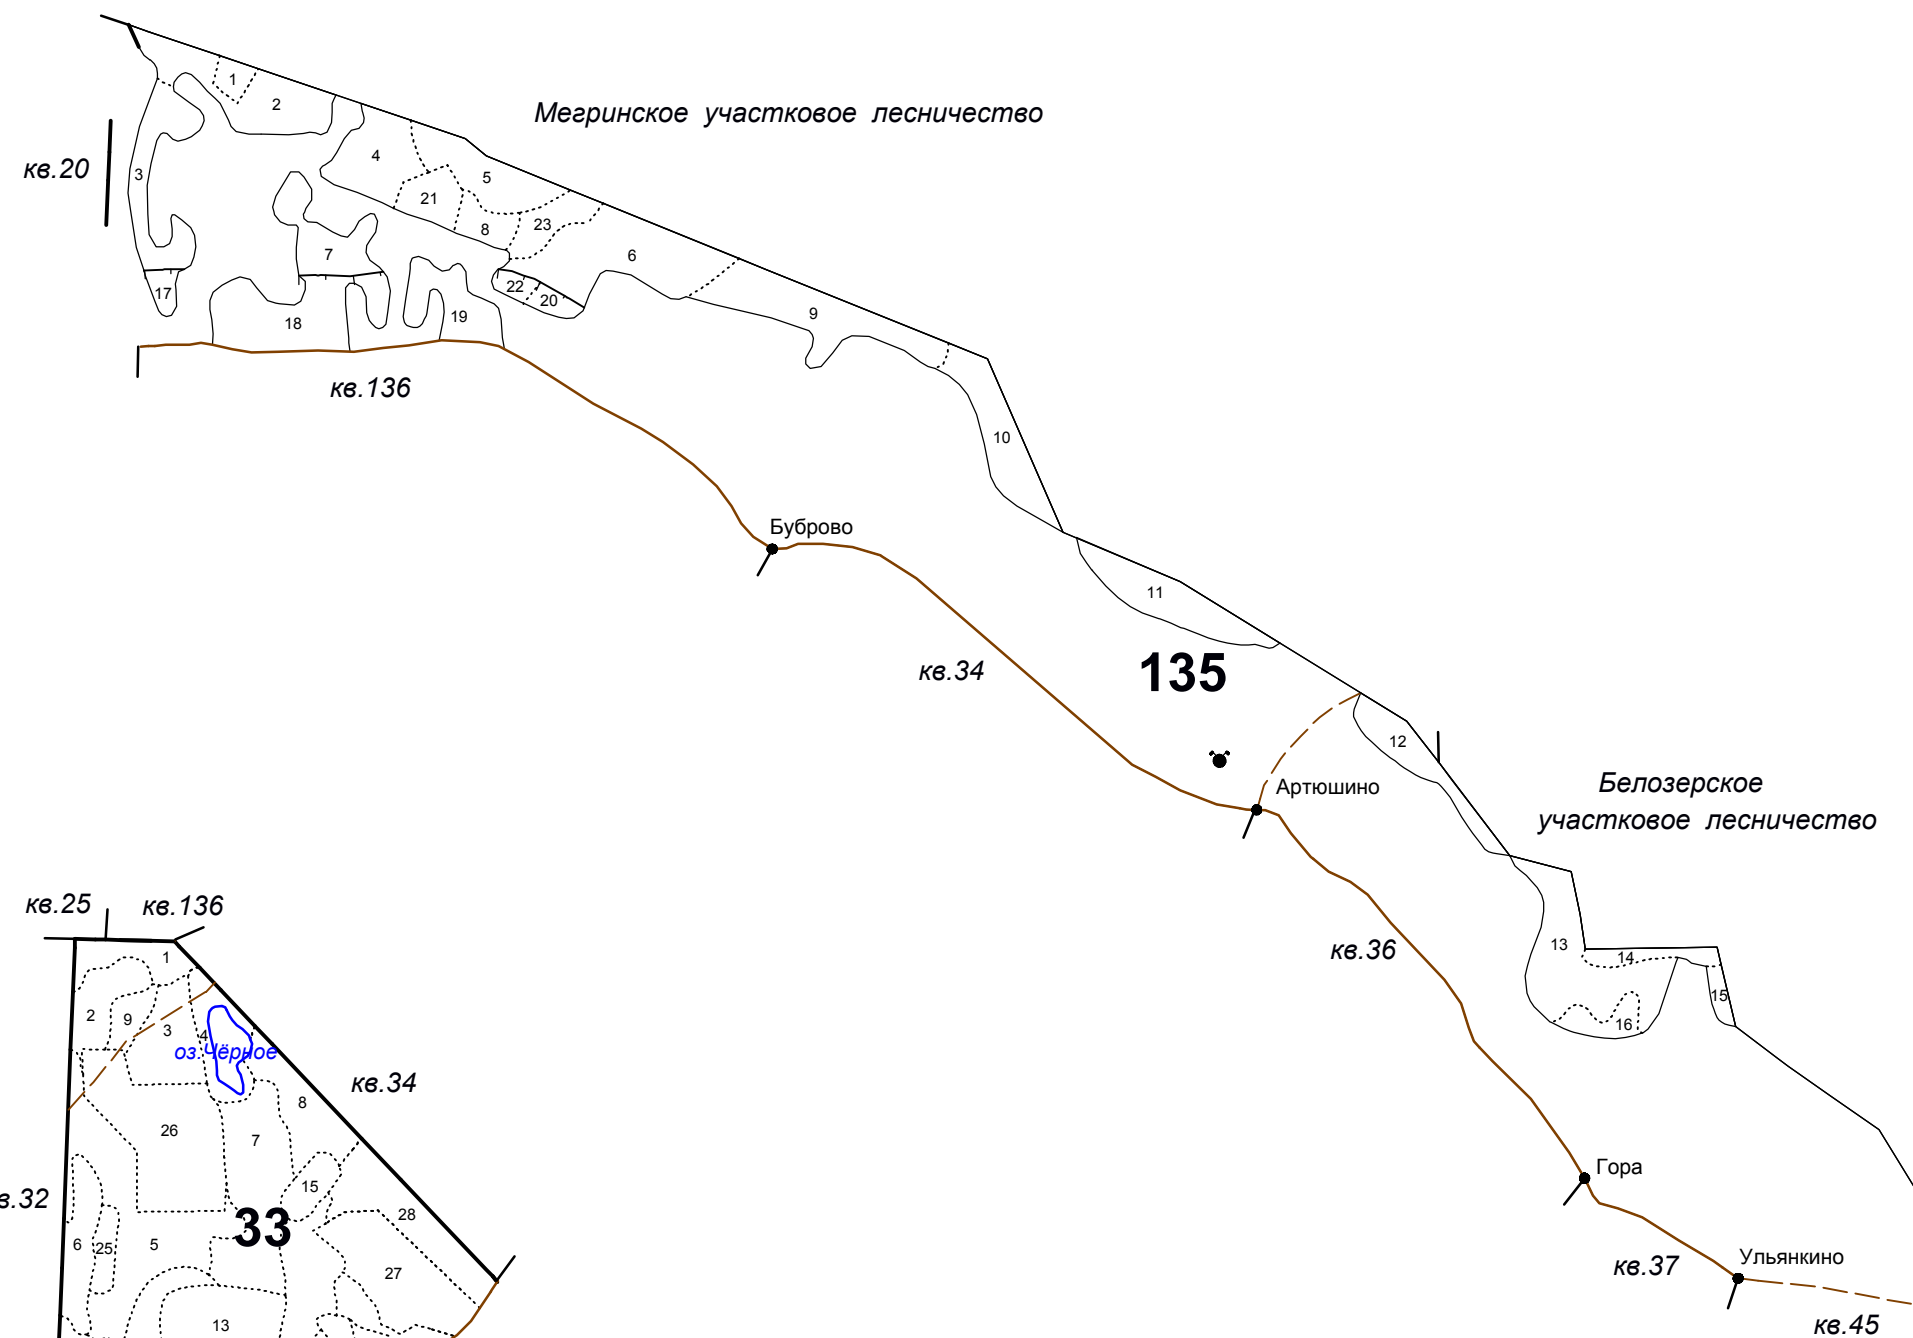 1
2
Мегринское участковое лесничество
кв.20
3
4
5
21
8
23
7
6
17
22
20
18
19
9
кв.136
10
Буброво
11
кв.34
135
12
Артюшино
Белозерское
участковое лесничество
кв.36
13
14
15
16
Гора
кв.37
Ульянкино
кв.45
кв.25
кв.136
1
2
9
3
4
оз.Чёрное
кв.34
8
26
7
15
в.32
33
28
6
25
5
27
13